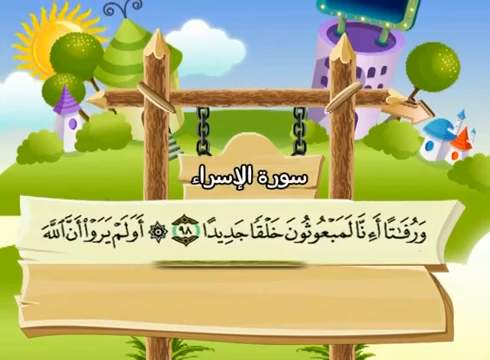 سورة الإسراء
وَرُفَٰتًا أَءِنَّا لَمَبْعُوثُونَ خَلْقًا جَدِيدًا ٩٨ ۞ أَوَلَمْ يَرَوْا۟ أَنَّ ٱللَّهَ